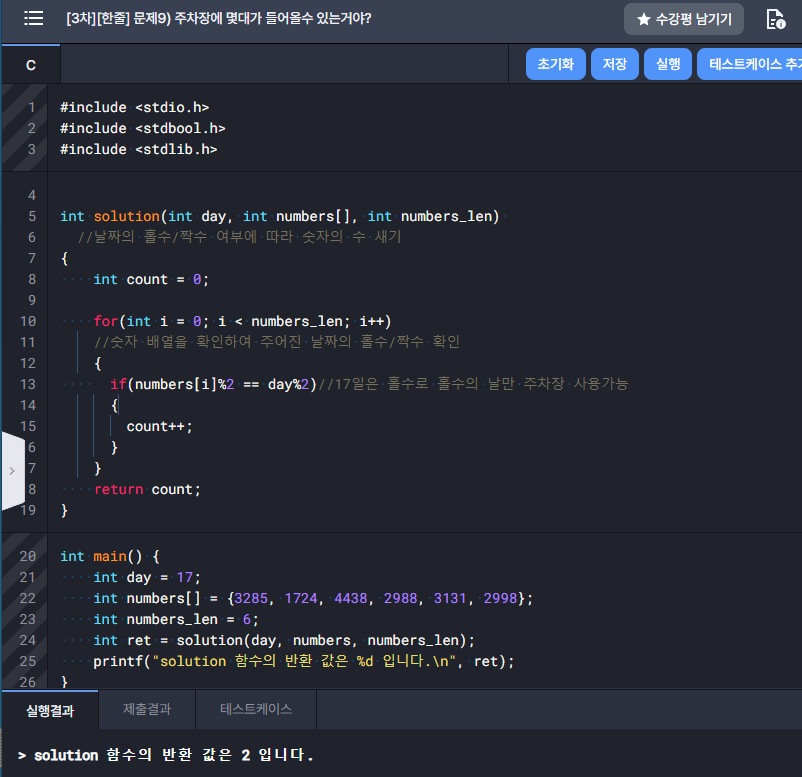 [3차][한줄] 문제9) 주차장에 몇대가 들어올수 있는거야?
★ 수강평 남기기
C
초기화 저장 실행 테스트케이스
1 #include <stdio.h>
2 #include <stdbool.h>
3 #include <stdlib.h>
4
5 int solution(int day, int numbers[], int numbers_len)
6 //날짜의 홀수/짝수 여부에 따라 숫자의 수 새기
7 {
8 int count = 0;
9
10 for(int i = 0; i < numbers_len; i++)
11 //숫자 배열을 확인하여 주어진 날짜의 홀수/짝수 확인
12 {
13 if(numbers[i]%2 == day%2)//17일은 홀수로 홀수의 날만 주차장 사용가능
14 {
15 count++;
6 }
7 }
8 return count;
19 }
20 int main() {
21 int day = 17;
22 int numbers[] = {3285, 1724, 4438, 2988, 3131, 2998};
23 int numbers_len = 6;
24 int ret = solution(day, numbers, numbers_len);
25 printf("solution 함수의 반환 값은 %d 입니다.\n", ret);
26 }
실행결과 제출결과 테스트케이스
> solution 함수의 반환 값은 2 입니다.